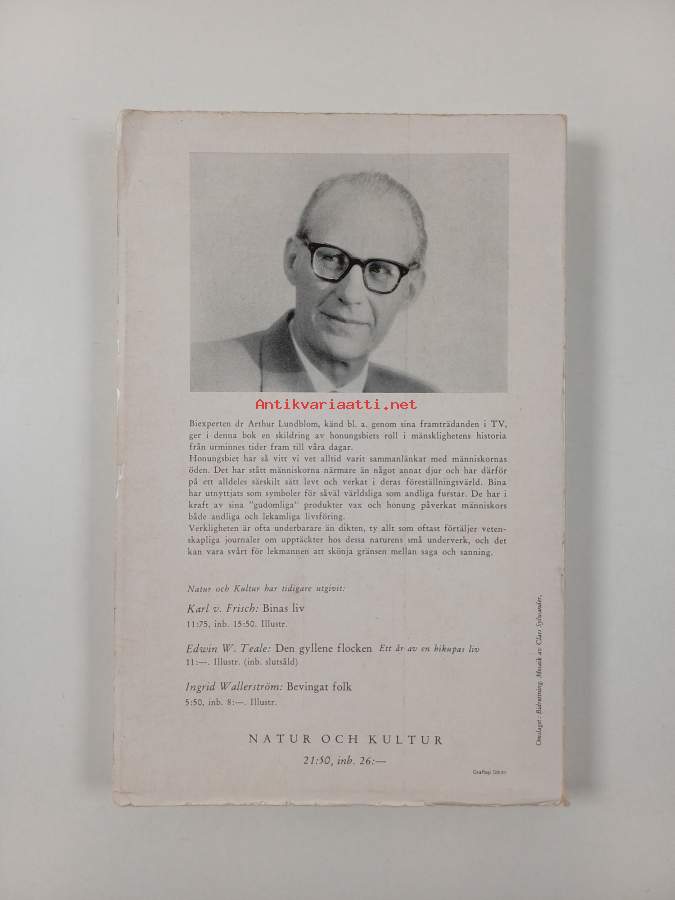 Antikvariaatti.net
Biexperten dr Arthur Lundblom, känd bl. a. genom sina framträdanden i TV,
ger i denna bok en skildring av honungsbiets roll i mänsklighetens historia
från urminnes tider fram till våra dagar.
Honungsbiet har så vitt vi vet alltid varit sammanlänkat med människornas
öden. Det har stått människorna närmare än något annat djur och har därför
på ett alldeles särskilt sätt levt och verkat i deras föreställningsvärld. Bina
har utnyttjats som symboler för såväl världsliga som andliga furstar. De har i
kraft av sina "gudomliga" produkter vax och honung påverkat människors
både andliga och lekamliga livsföring.
Verkligheten är ofta underbarare än dikten, ty allt som oftast förtäljer veten-
skapliga journaler om upptäckter hos dessa naturens små underverk, och det
kan vara svårt för lekmannen att skönja gränsen mellan saga och sanning.
Natur och Kultur har tidigare utgivit:
Karl v. Frisch: Binas liv
11:75, inb. 15:50. Illustr.
Edwin W. Teale: Den gyllene flocken Ett år av en bikupas liv
11:—. Illustr. (inb. slutsåld)
Ingrid Wallerström: Bevingat folk
5:50, inb. 8:—. Illustr.
NATUR OCH KULTUR
21:50, inb. 26:—
Omslaget: Bidrottning. Mosaik av Claes Sylwander.